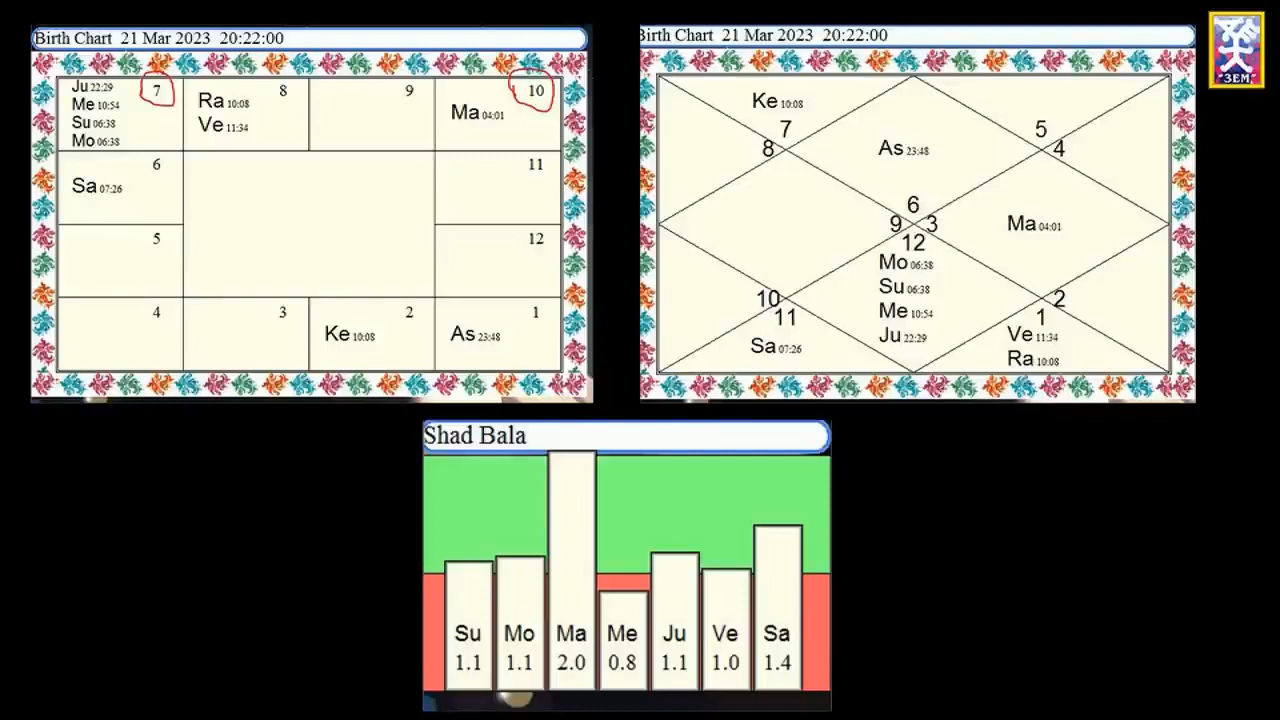 Birth Chart 21 Mar 2023 20:22:00
Ju 22:29
7
Me 10:54
Su 06:38
Mo 06:38
Ra 10:08
8
Ve 11:34
9
10
Ma 04:01
6
Sa 07:26
11
5
12
4
3
2
Ke 10:08
1
As 23:48
Birth Chart 21 Mar 2023 20:22:00
Ke 10:08
7
8
As 23:48
5
4
6
9
3
12
Ma 04:01
Mo 06:38
Su 06:38
Me 10:54
Ju 22:29
10
11
Sa 07:26
2
1
Ve 11:34
Ra 10:08
"ЗЕМ"
Shad Bala
Su Mo Ma Me Ju Ve Sa
1.1 1.1 2.0 0.8 1.1 1.0 1.4